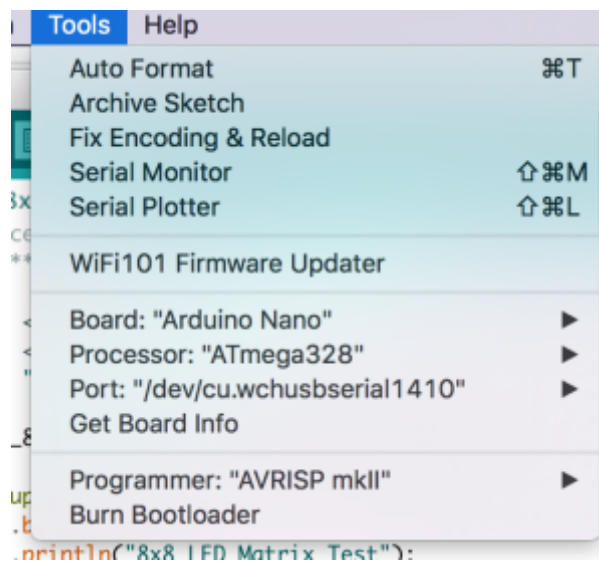 Tools Help
Auto Format ⌘T
Archive Sketch
Fix Encoding & Reload
Serial Monitor ⇧⌘M
Serial Plotter ⇧⌘L
WiFi101 Firmware Updater
Board: "Arduino Nano" ▶
Processor: "ATmega328" ▶
Port: "/dev/cu.wchusbserial1410" ▶
Get Board Info
Programmer: "AVRISP mkII" ▶
Burn Bootloader
.println("8x8 LED Matrix Test");